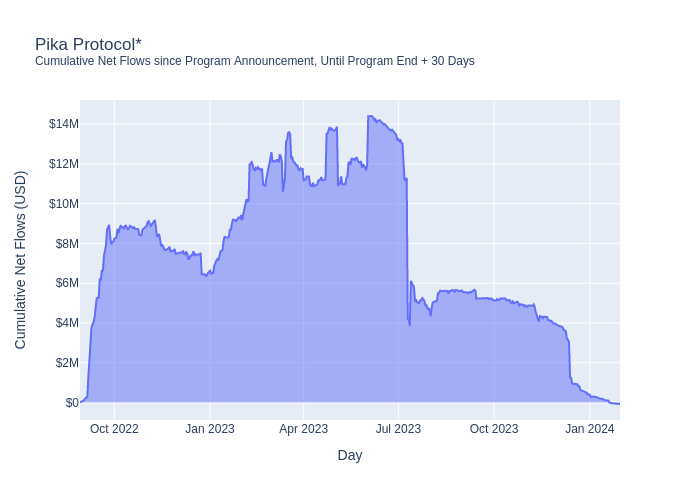 Pika Protocol*
Cumulative Net Flows since Program Announcement, Until Program End + 30 Days
Cumulative Net Flows (USD)
$14M
$12M
$10M
$8M
$6M
$4M
$2M
$0
Oct 2022
Jan 2023
Apr 2023
Jul 2023
Oct 2023
Jan 2024
Day